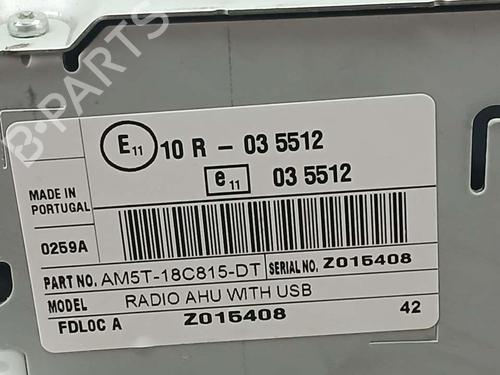 B-PARTS
E11 10 R - 03 5512
e11 03 5512
MADE IN
PORTUGAL
0259A
PART NO. AM5T-18C815-DT SERIAL NO. Z015408
MODEL RADIO AHU WITH USB
FDL0C A Z015408 42